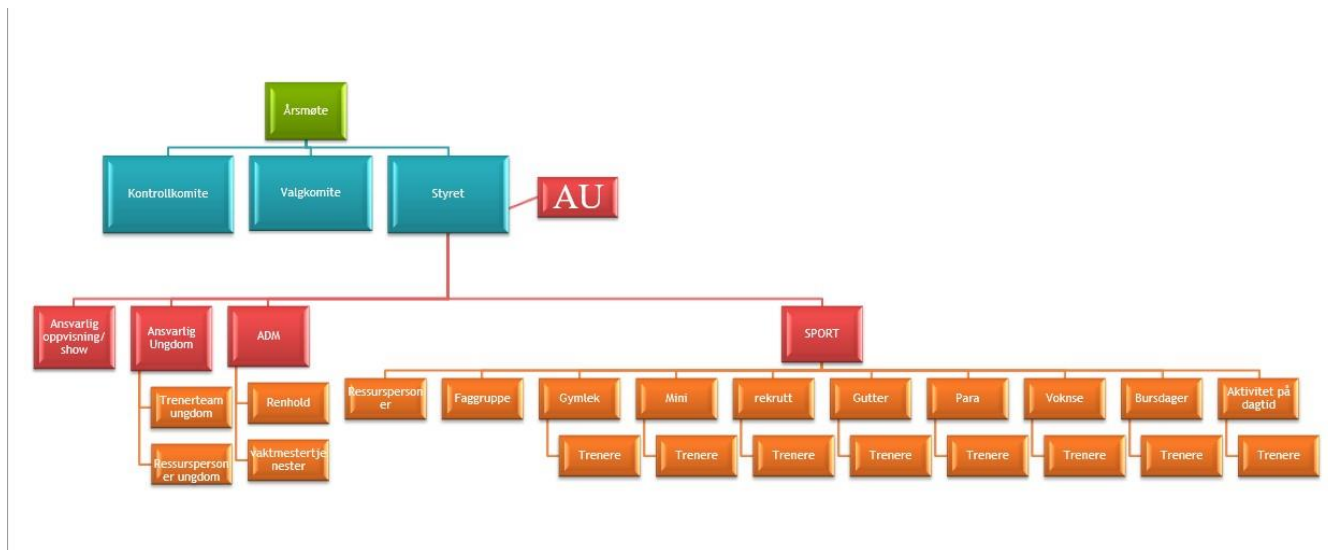 Årsmøte
Kontrollkomite
Valgkomite
Styret
AU
Ansvarlig
oppvisning/
show
Ansvarlig
Ungdom
ADM
SPORT
Trenerteam
ungdom
Ressursperson
er ungdom
Renhold
vaktmestertje
nester
Ressursperson
er
Faggruppe
Gymlek
Mini
rekrutt
Gutter
Para
Voknse
Bursdager
Aktivitet på
dagtid
Trenere
Trenere
Trenere
Trenere
Trenere
Trenere
Trenere
Trenere